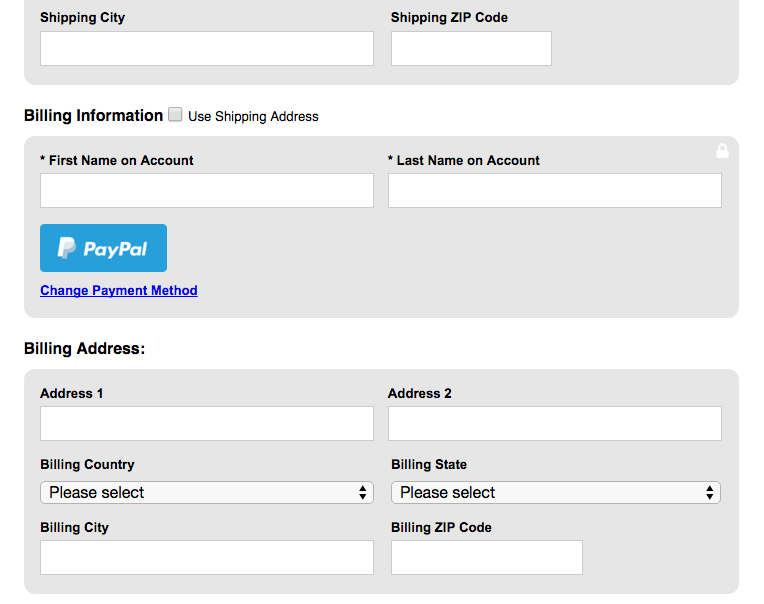 Shipping City Shipping ZIP Code
Billing Information Use Shipping Address
* First Name on Account * Last Name on Account
PayPal
Change Payment Method
Billing Address:
Address 1 Address 2
Billing Country Billing State
Please select Please select
Billing City Billing ZIP Code